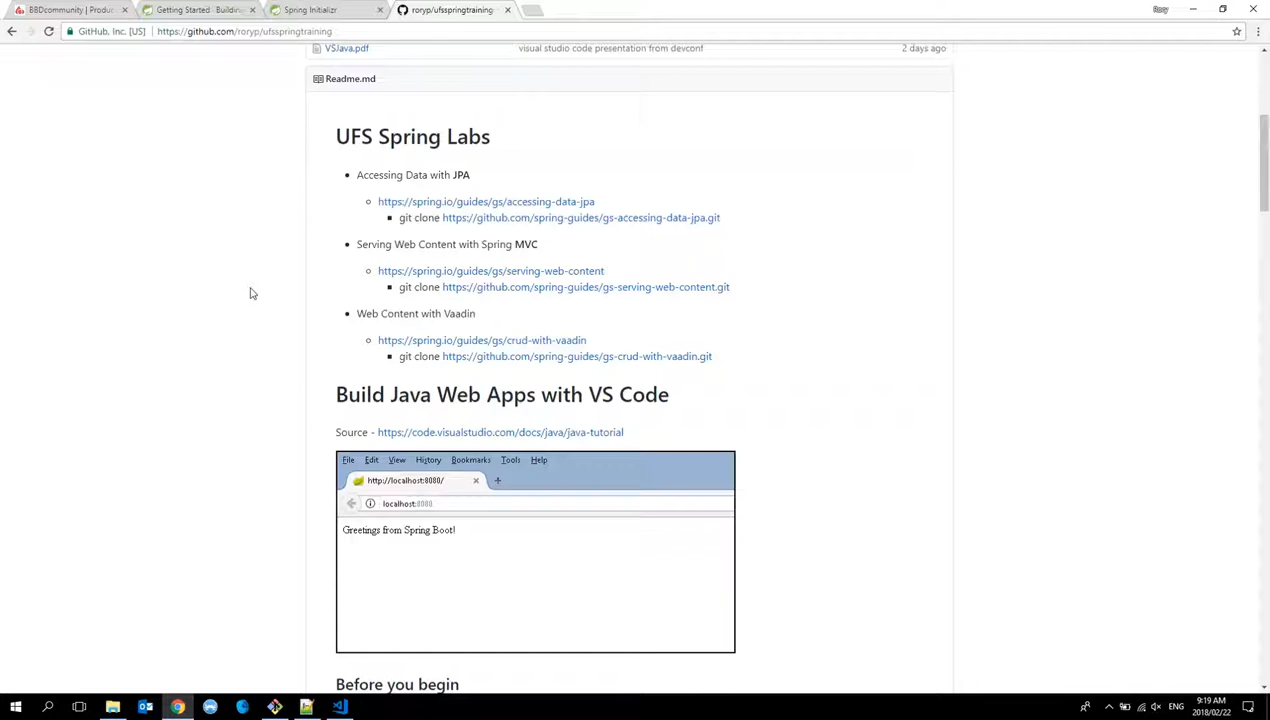 BBDcommunity | Produc
Getting Started · Building
Spring Initializr
roryp/ufsspringtraining
Rory
GitHub, Inc. [US] | https://github.com/roryp/ufsspringtraining
VSJava.pdf visual studio code presentation from devconf 2 days ago
Readme.md
UFS Spring Labs
Accessing Data with JPA
https://spring.io/guides/gs/accessing-data-jpa
git clone https://github.com/spring-guides/gs-accessing-data-jpa.git
Serving Web Content with Spring MVC
https://spring.io/guides/gs/serving-web-content
git clone https://github.com/spring-guides/gs-serving-web-content.git
Web Content with Vaadin
https://spring.io/guides/gs/crud-with-vaadin
git clone https://github.com/spring-guides/gs-crud-with-vaadin.git
Build Java Web Apps with VS Code
Source - https://code.visualstudio.com/docs/java/java-tutorial
File Edit View History Bookmarks Tools Help
http://localhost:8080/
localhost:8080
Greetings from Spring Boot!
Before you begin
ENG
9:19 AM
2018/02/22